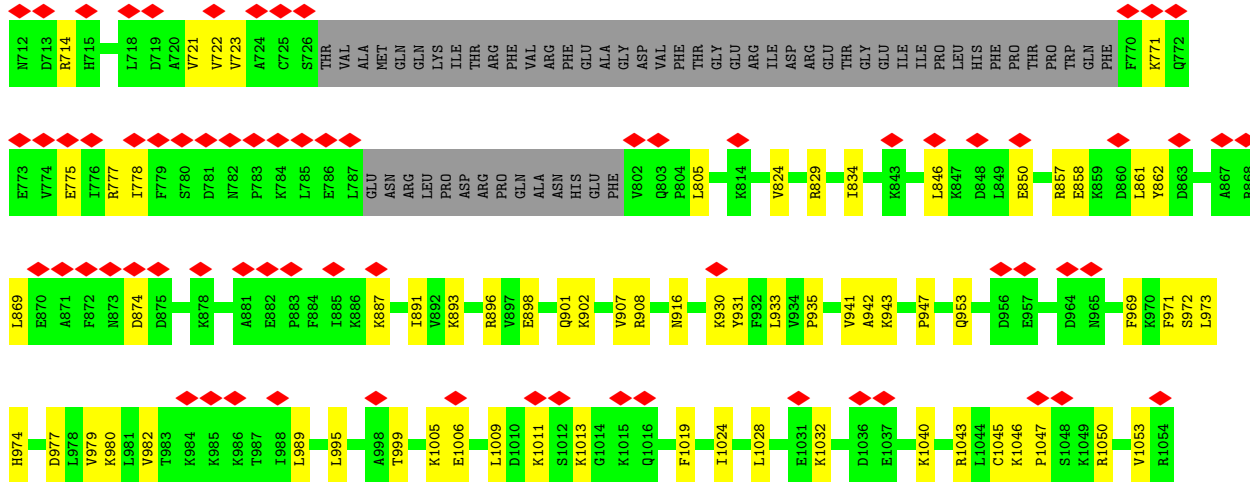 N712 D713 R714 H715 L718 D719 A720 V721 V722 V723 A724 C725 S726 THR VAL ALA MET GLN GLN LYS ILE THR ARG PHE VAL ARG PHE GLU ALA GLY ASP VAL PHE THR GLY GLU ARG ILE ASP ARG GLU THR GLY GLU ILE ILE PRO LEU HIS PHE PRO THR PRO TRP GLN PHE F770 K771 Q772
E773 V774 E775 I776 R777 I778 F779 S780 D781 N782 P783 K784 L785 E786 L787 GLU ASN ARG LEU PRO ASP ARG PRO GLN ALA ASN HIS GLU PHE V802 Q803 P804 L805 K814 V824 R829 I834 K843 L846 K847 D848 L849 E850 R857 E858 K859 D860 L861 Y862 D863 A867 R868
L869 E870 A871 F872 N873 D874 D875 K878 A881 E882 P883 F884 I885 K886 K887 I891 V892 K893 R896 V897 E898 Q901 K902 V907 R908 N916 K930 Y931 F932 L933 V934 P935 V941 A942 K943 P947 Q953 D956 E957 D964 N965 F969 K970 F971 S972 L973
H974 D977 L978 V979 K980 L981 V982 T983 K984 K985 K986 T987 I988 L989 L995 A998 T999 K1005 E1006 L1009 D1010 K1011 S1012 K1013 G1014 K1015 Q1016 F1019 I1024 L1028 E1031 K1032 D1036 E1037 K1040 R1043 L1044 C1045 K1046 P1047 S1048 K1049 R1050 V1053 R1054